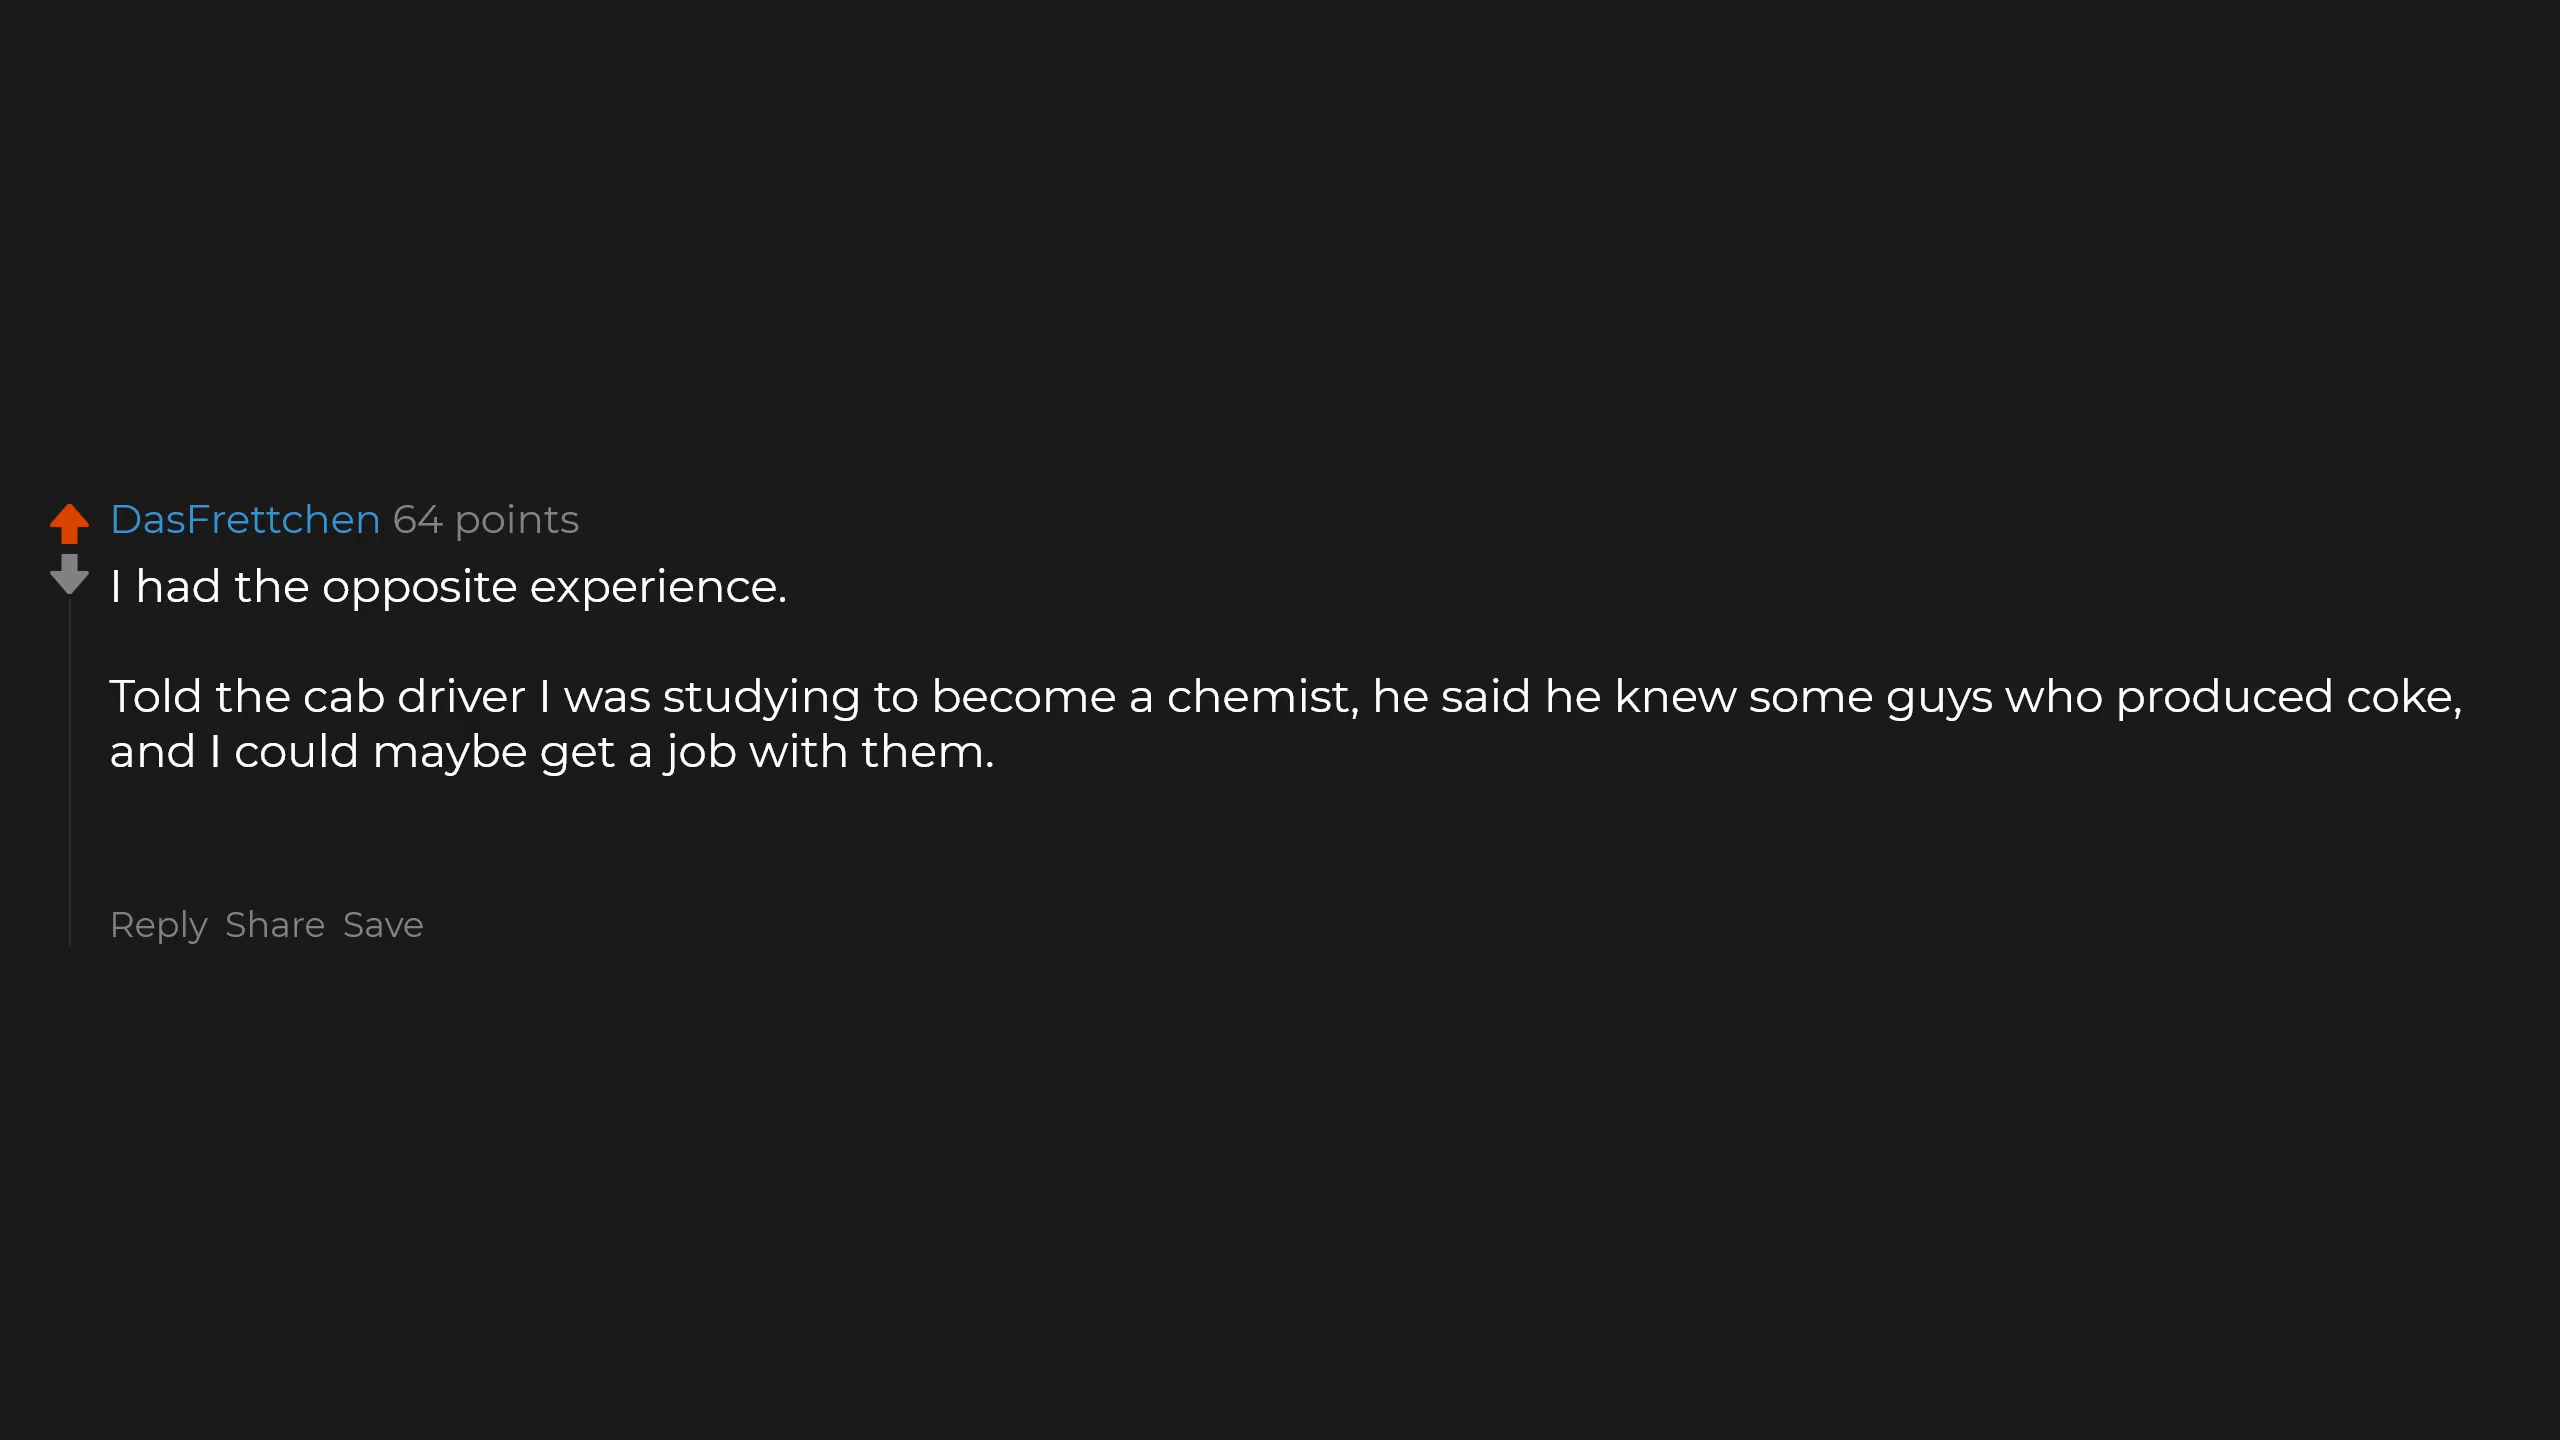 DasFrettchen 64 points
I had the opposite experience.
Told the cab driver I was studying to become a chemist, he said he knew some guys who produced coke,
and I could maybe get a job with them.
Reply Share Save